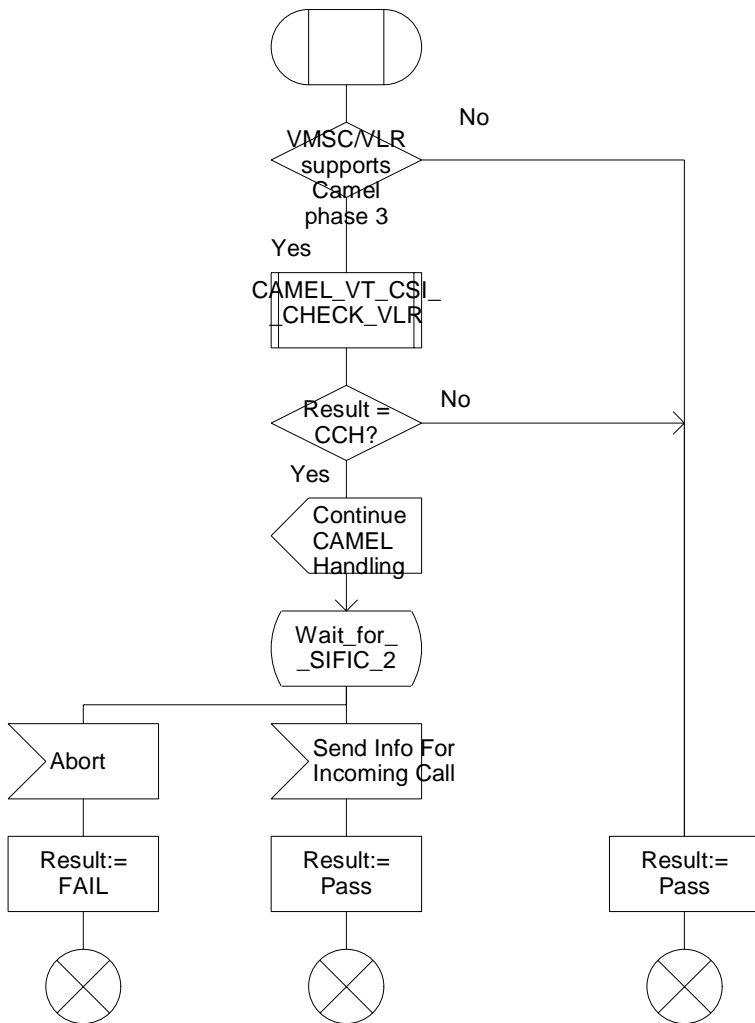 No
VMSC/VLR
supports
Camel
phase 3
Yes
CAMEL_VT_CSI_
_CHECK_VLR
Result =
CCH?
No
Yes
Continue
CAMEL
Handling
Wait_for_
_SIFIC_2
Abort
Send Info For
Incoming Call
Result:=
FAIL
Result:=
Pass
Result:=
Pass